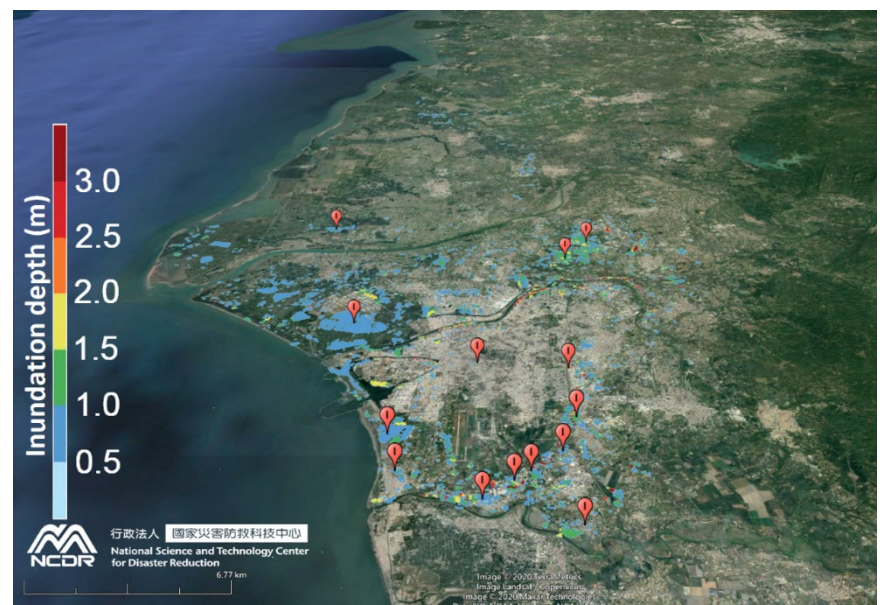 Inundation depth (m)
3.0
2.5
2.0
1.5
1.0
0.5
NCDR
行政法人 國家災害防救科技中心
National Science and Technology Center
for Disaster Reduction
6.77 km
Image © 2020 TerraMetrics
Image Landsat / Copernicus
Image © 2020 Maxar Technologies